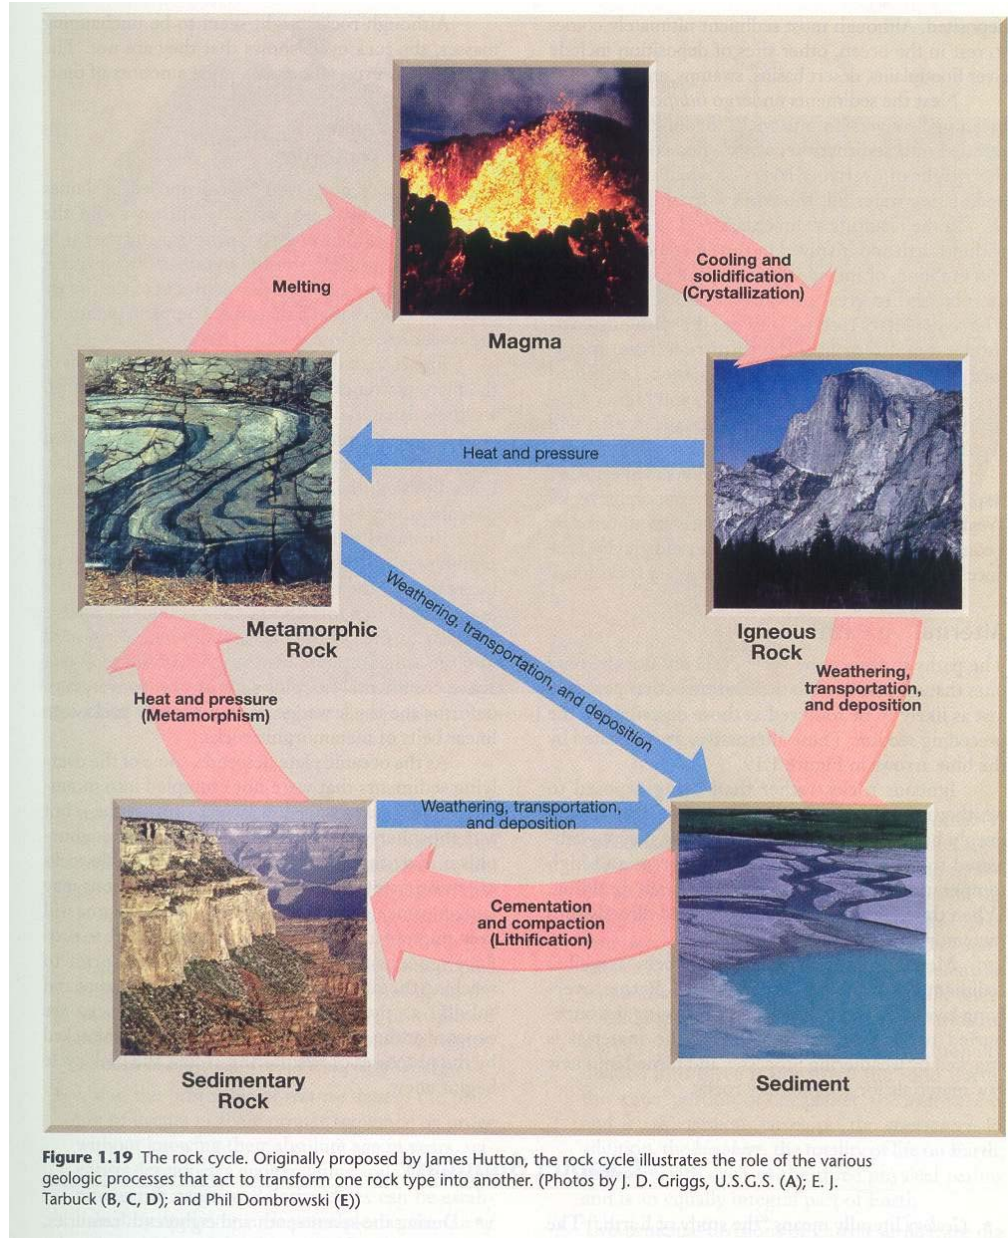 Magma
Melting
Cooling and
solidification
(Crystallization)
Heat and pressure
Metamorphic
Rock
Igneous
Rock
Weathering, transportation, and deposition
Weathering,
transportation,
and deposition
Heat and pressure
(Metamorphism)
Weathering, transportation,
and deposition
Cementation
and compaction
(Lithification)
Sedimentary
Rock
Sediment
Figure 1.19 The rock cycle. Originally proposed by James Hutton, the rock cycle illustrates the role of the various
geologic processes that act to transform one rock type into another. (Photos by J. D. Griggs, U.S.G.S. (A); E. J.
Tarbuck (B, C, D); and Phil Dombrowski (E))